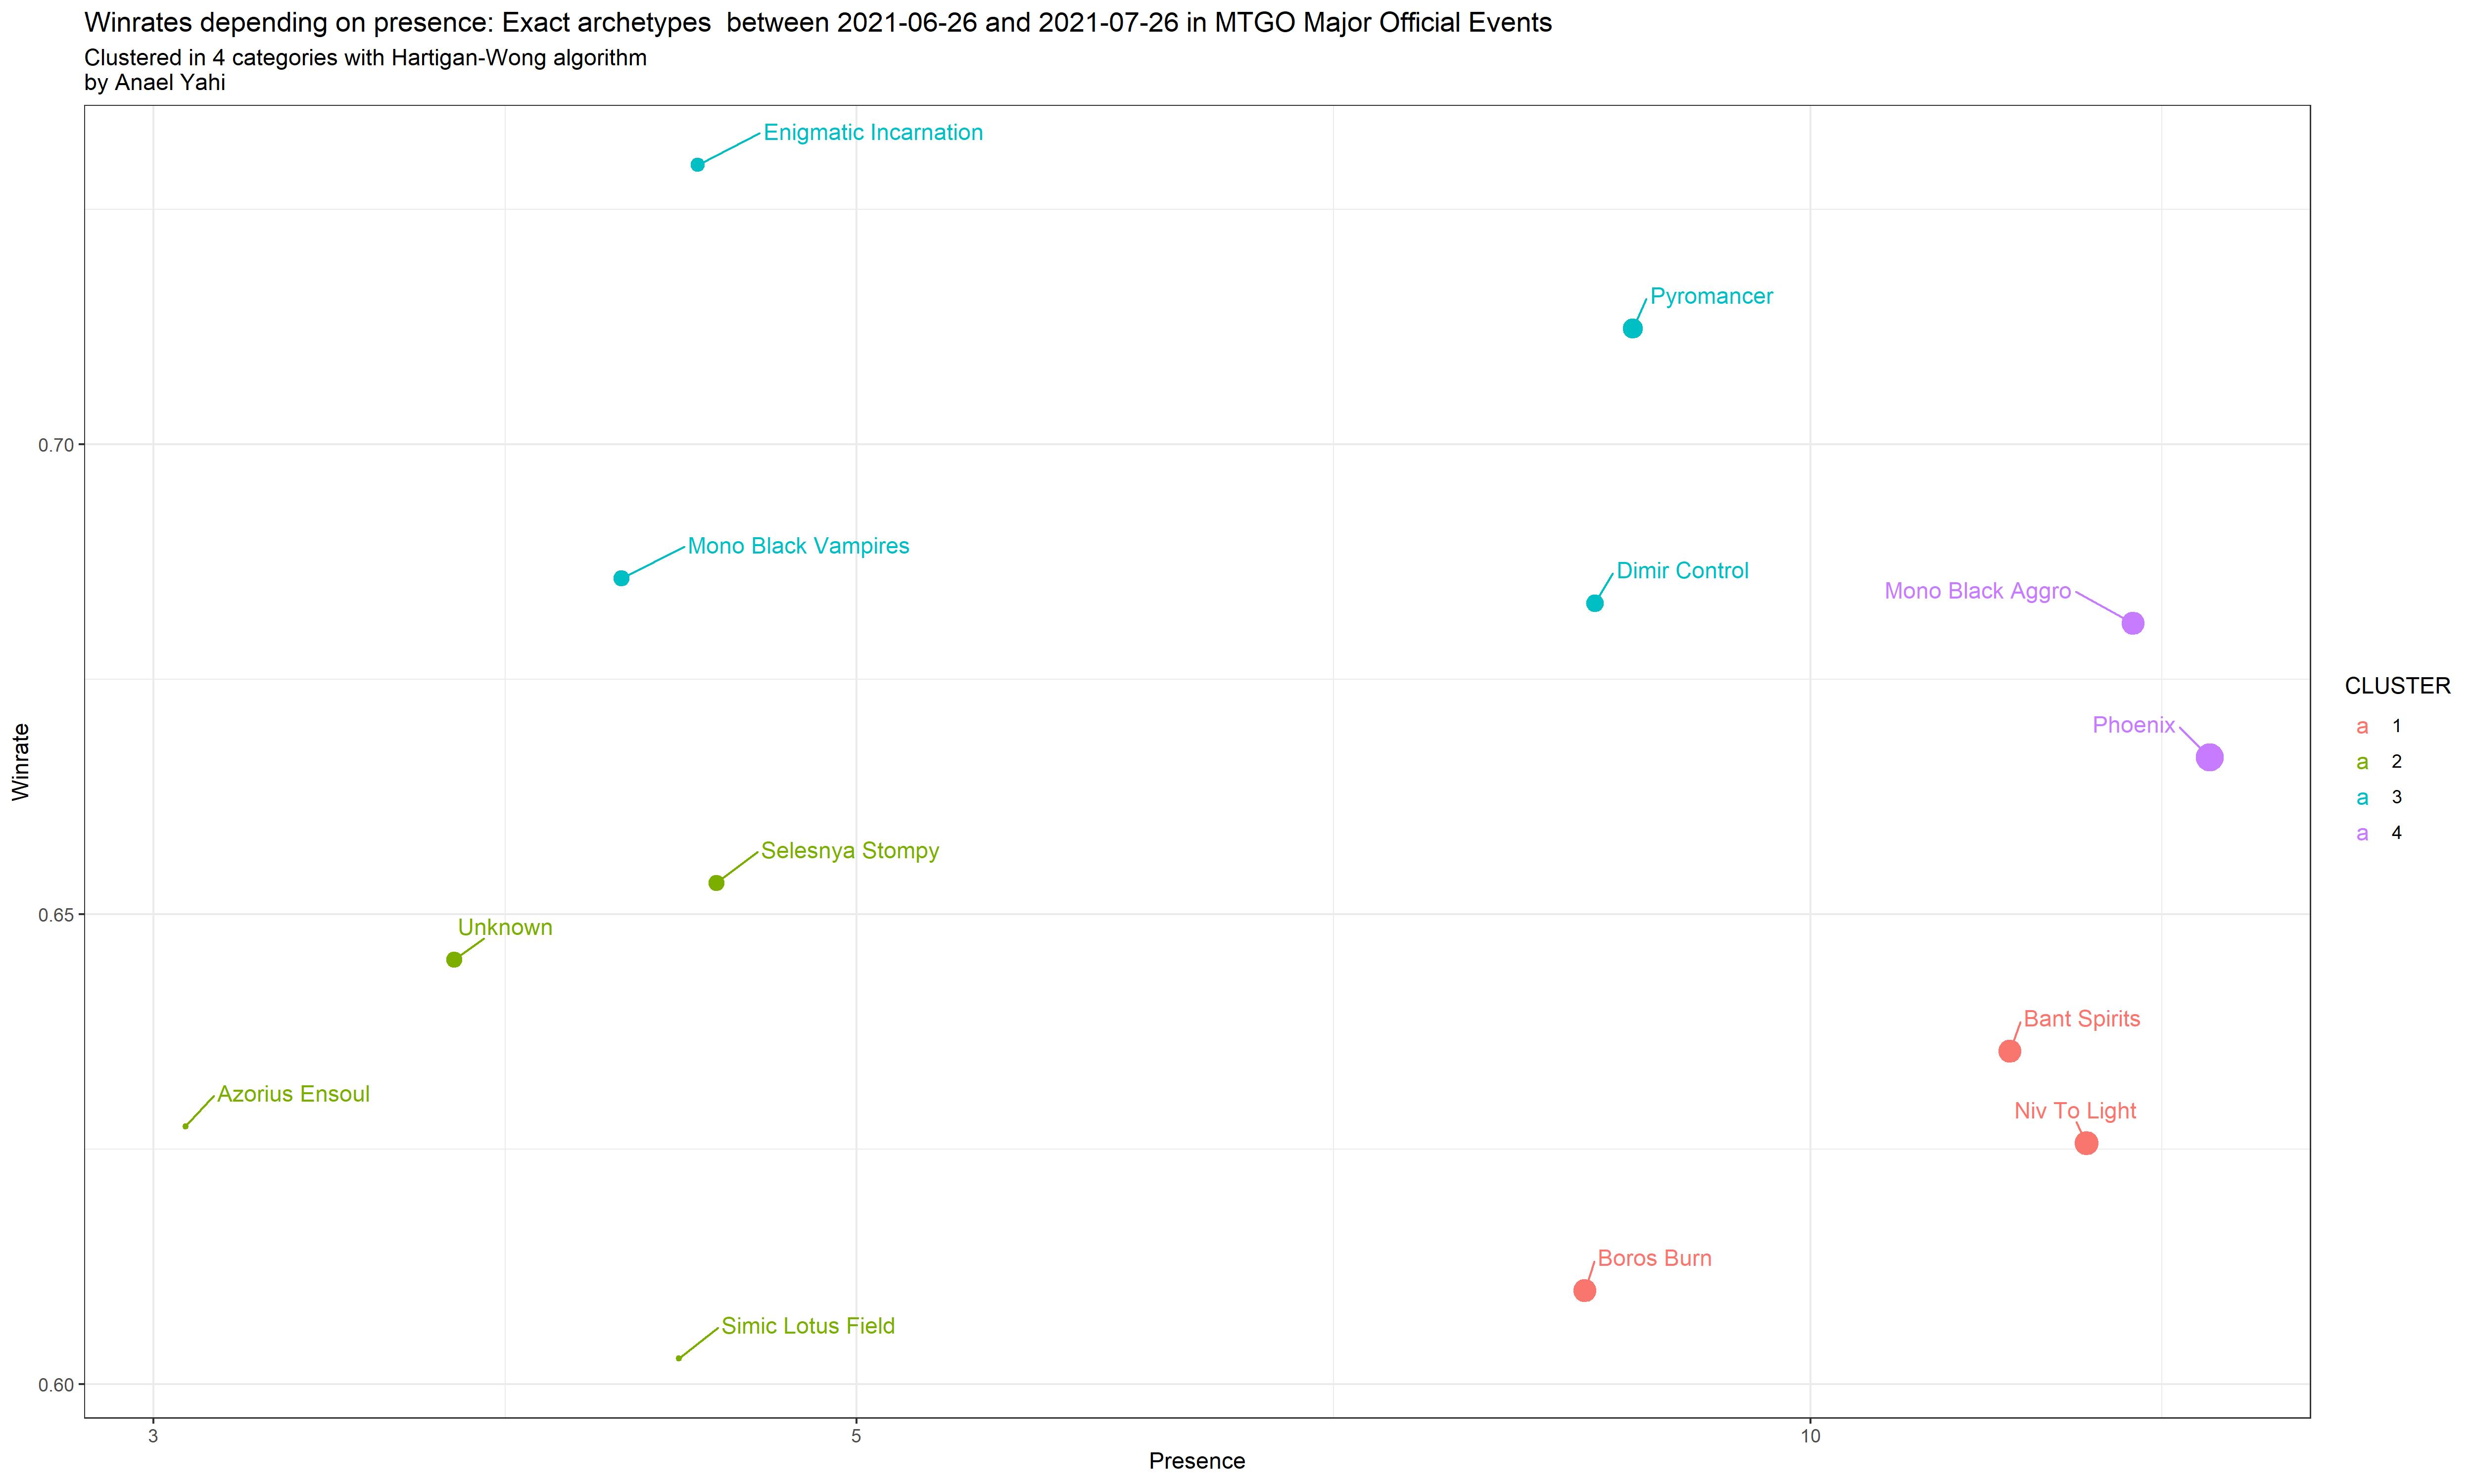 Winrates depending on presence: Exact archetypes  between 2021-06-26 and 2021-07-26 in MTGO Major Official Events
Clustered in 4 categories with Hartigan-Wong algorithm
by Anael Yahi
Enigmatic Incarnation
Pyromancer
0.70
Mono Black Vampires
Dimir Control
Mono Black Aggro
CLUSTER
a 1
a 2
a 3
a 4
Phoenix
Winrate
Selesnya Stompy
0.65
Unknown
Bant Spirits
Azorius Ensoul
Niv To Light
Boros Burn
Simic Lotus Field
0.60
3
5
10
Presence